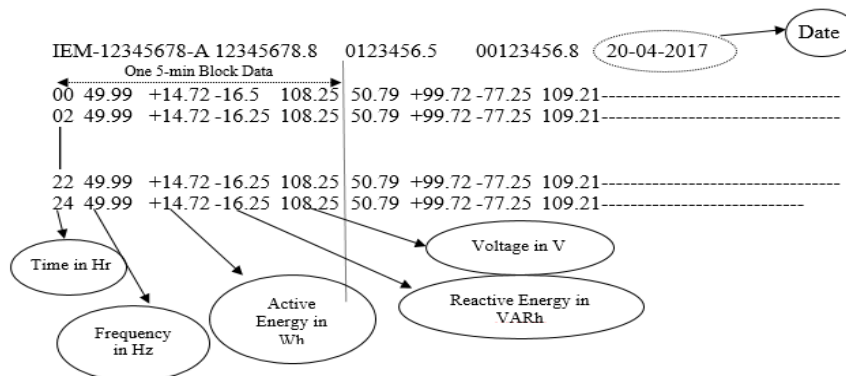 Date
IEM-12345678-A 12345678.8 0123456.5 00123456.8 20-04-2017
One 5-min Block Data
00 49.99 +14.72 -16.5 108.25 50.79 +99.72 -77.25 109.21---------------------------------
02 49.99 +14.72 -16.25 108.25 50.79 +99.72 -77.25 109.21---------------------------------
22 49.99 +14.72 -16.25 108.25 50.79 +99.72 -77.25 109.21---------------------------------
24 49.99 +14.72 -16.25 108.25 50.79 +99.72 -77.25 109.21----------------------------
Voltage in V
Time in Hr
Reactive Energy in
VARh
Active
Energy in
Wh
Frequency
in Hz